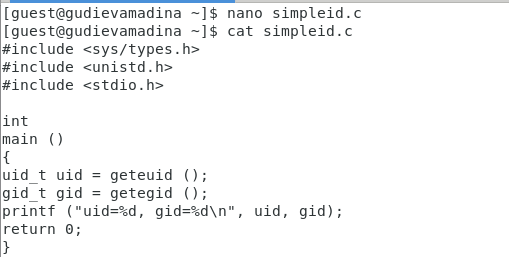 [guest@gudievamadina ~]$ nano simpleid.c
[guest@gudievamadina ~]$ cat simpleid.c
#include <sys/types.h>
#include <unistd.h>
#include <stdio.h>

int
main ()
{
uid_t uid = geteuid ();
gid_t gid = getegid ();
printf ("uid=%d, gid=%d\n", uid, gid);
return 0;
}